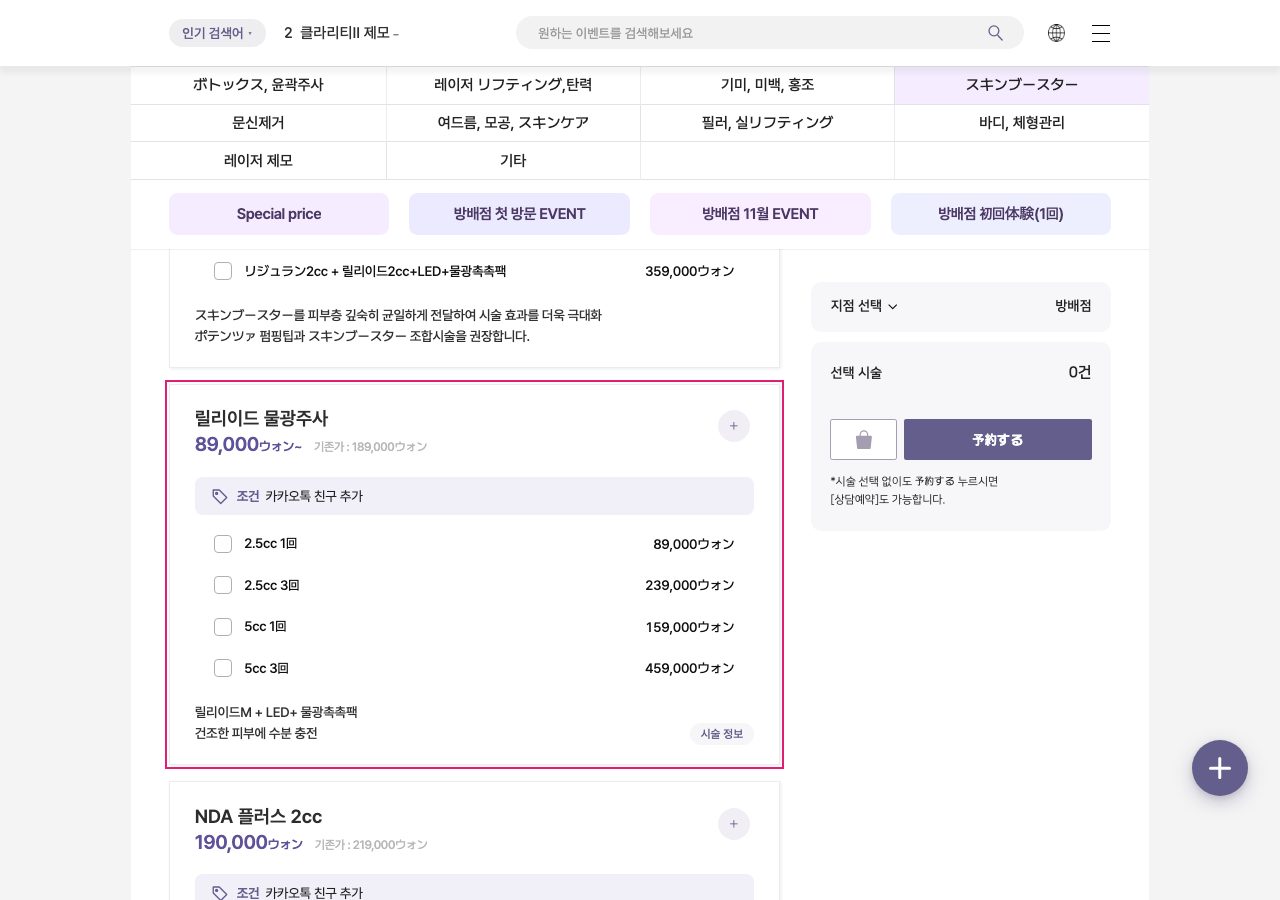 인기 검색어
2 클라리티II 제모 –
원하는 이벤트를 검색해보세요
ボトックス, 윤곽주사
레이저 リフティング,탄력
기미, 미백, 홍조
スキンブースター
문신제거
여드름, 모공, スキンケア
필러, 실リフティング
바디, 체형관리
레이저 제모
기타
Special price
방배점 첫 방문 EVENT
방배점 11월 EVENT
방배점 初回体験(1회)
リジュラン2cc + 릴리이드2cc+LED+물광촉촉팩
359,000ウォン
スキンブースター를 피부층 깊숙히 균일하게 전달하여 시술 효과를 더욱 극대화
ポテンツァ 펌핑팁과 スキンブースター 조합시술을 권장합니다.
지점 선택
방배점
선택 시술
0건
予約する
*시술 선택 없이도 予約する 누르시면
[상담예약]도 가능합니다.
릴리이드 물광주사
+
89,000ウォン~ 기존가 : 189,000ウォン
조건 카카오톡 친구 추가
2.5cc 1回
89,000ウォン
2.5cc 3回
239,000ウォン
5cc 1回
159,000ウォン
5cc 3回
459,000ウォン
릴리이드M + LED+ 물광촉촉팩
건조한 피부에 수분 충전
시술 정보
NDA 플러스 2cc
+
190,000ウォン 기존가 : 219,000ウォン
조건 카카오톡 친구 추가